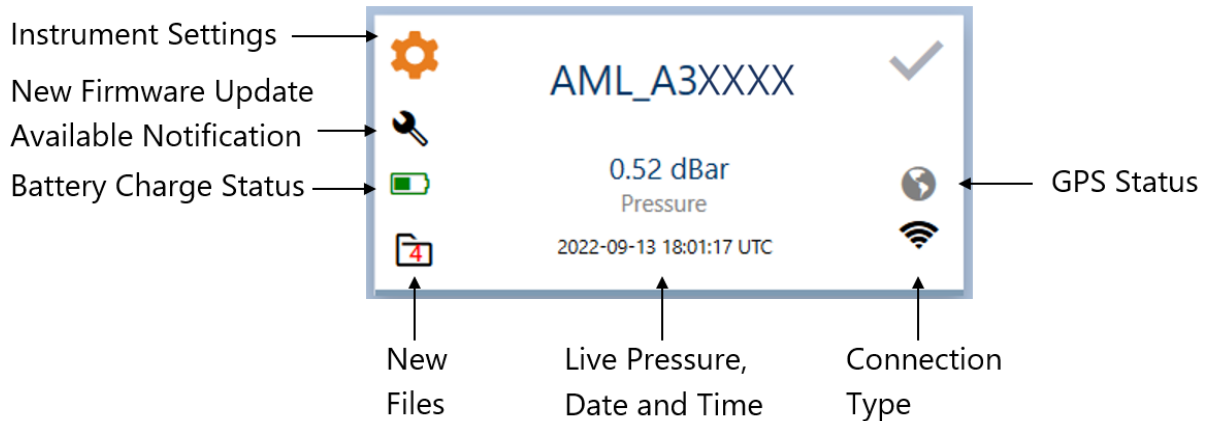 Instrument Settings
New Firmware Update
Available Notification
Battery Charge Status
AML_A3XXXX
0.52 dBar
Pressure
2022-09-13 18:01:17 UTC
4
GPS Status
New
Files
Live Pressure,
Date and Time
Connection
Type